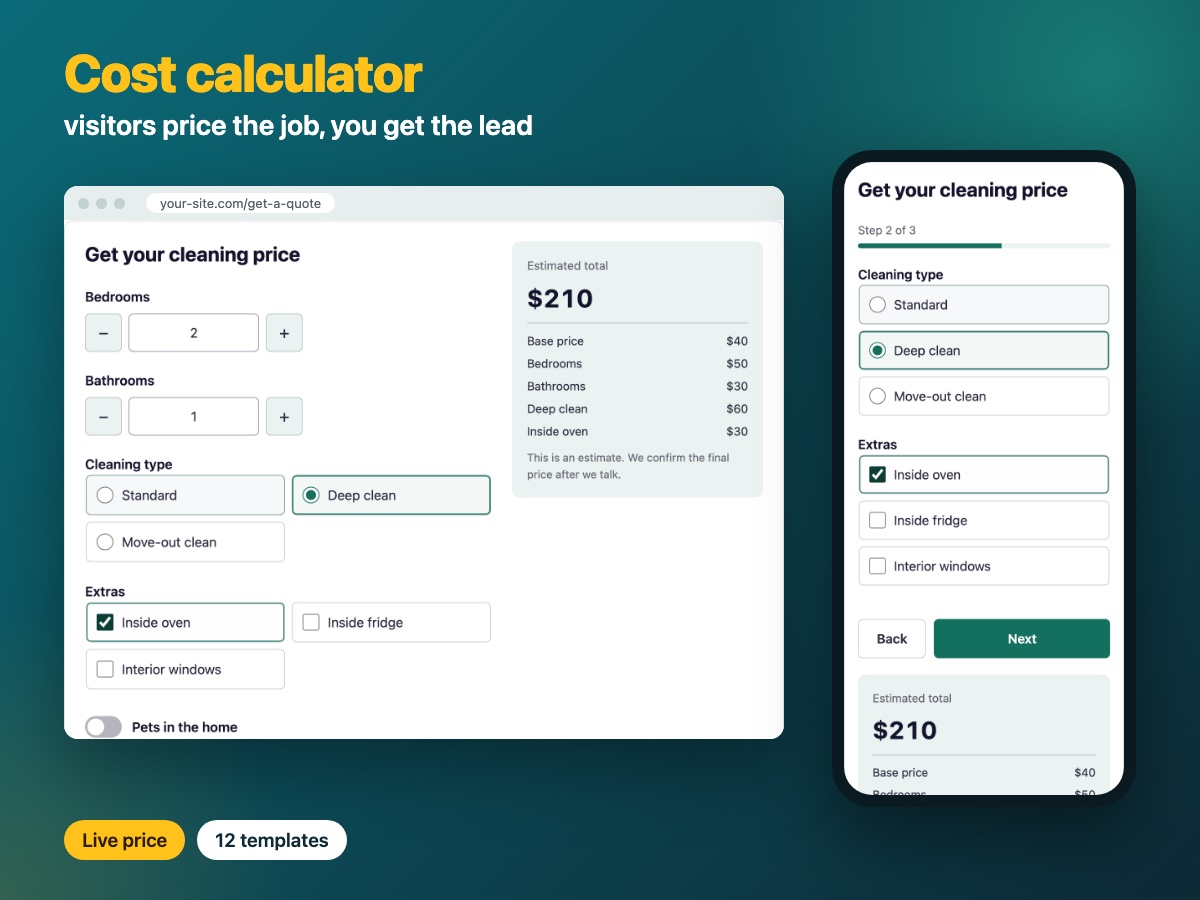 Cost calculator
visitors price the job, you get the lead
your-site.com/get-a-quote
Get your cleaning price
Bedrooms
− 2 +
Bathrooms
− 1 +
Cleaning type
Standard
Deep clean
Move-out clean
Extras
Inside oven
Inside fridge
Interior windows
Pets in the home
Estimated total
$210
Base price $40
Bedrooms $50
Bathrooms $30
Deep clean $60
Inside oven $30
This is an estimate. We confirm the final
price after we talk.
Get your cleaning price
Step 2 of 3
Cleaning type
Standard
Deep clean
Move-out clean
Extras
Inside oven
Inside fridge
Interior windows
Back
Next
Estimated total
$210
Base price $40
Bedrooms $50
Live price
12 templates